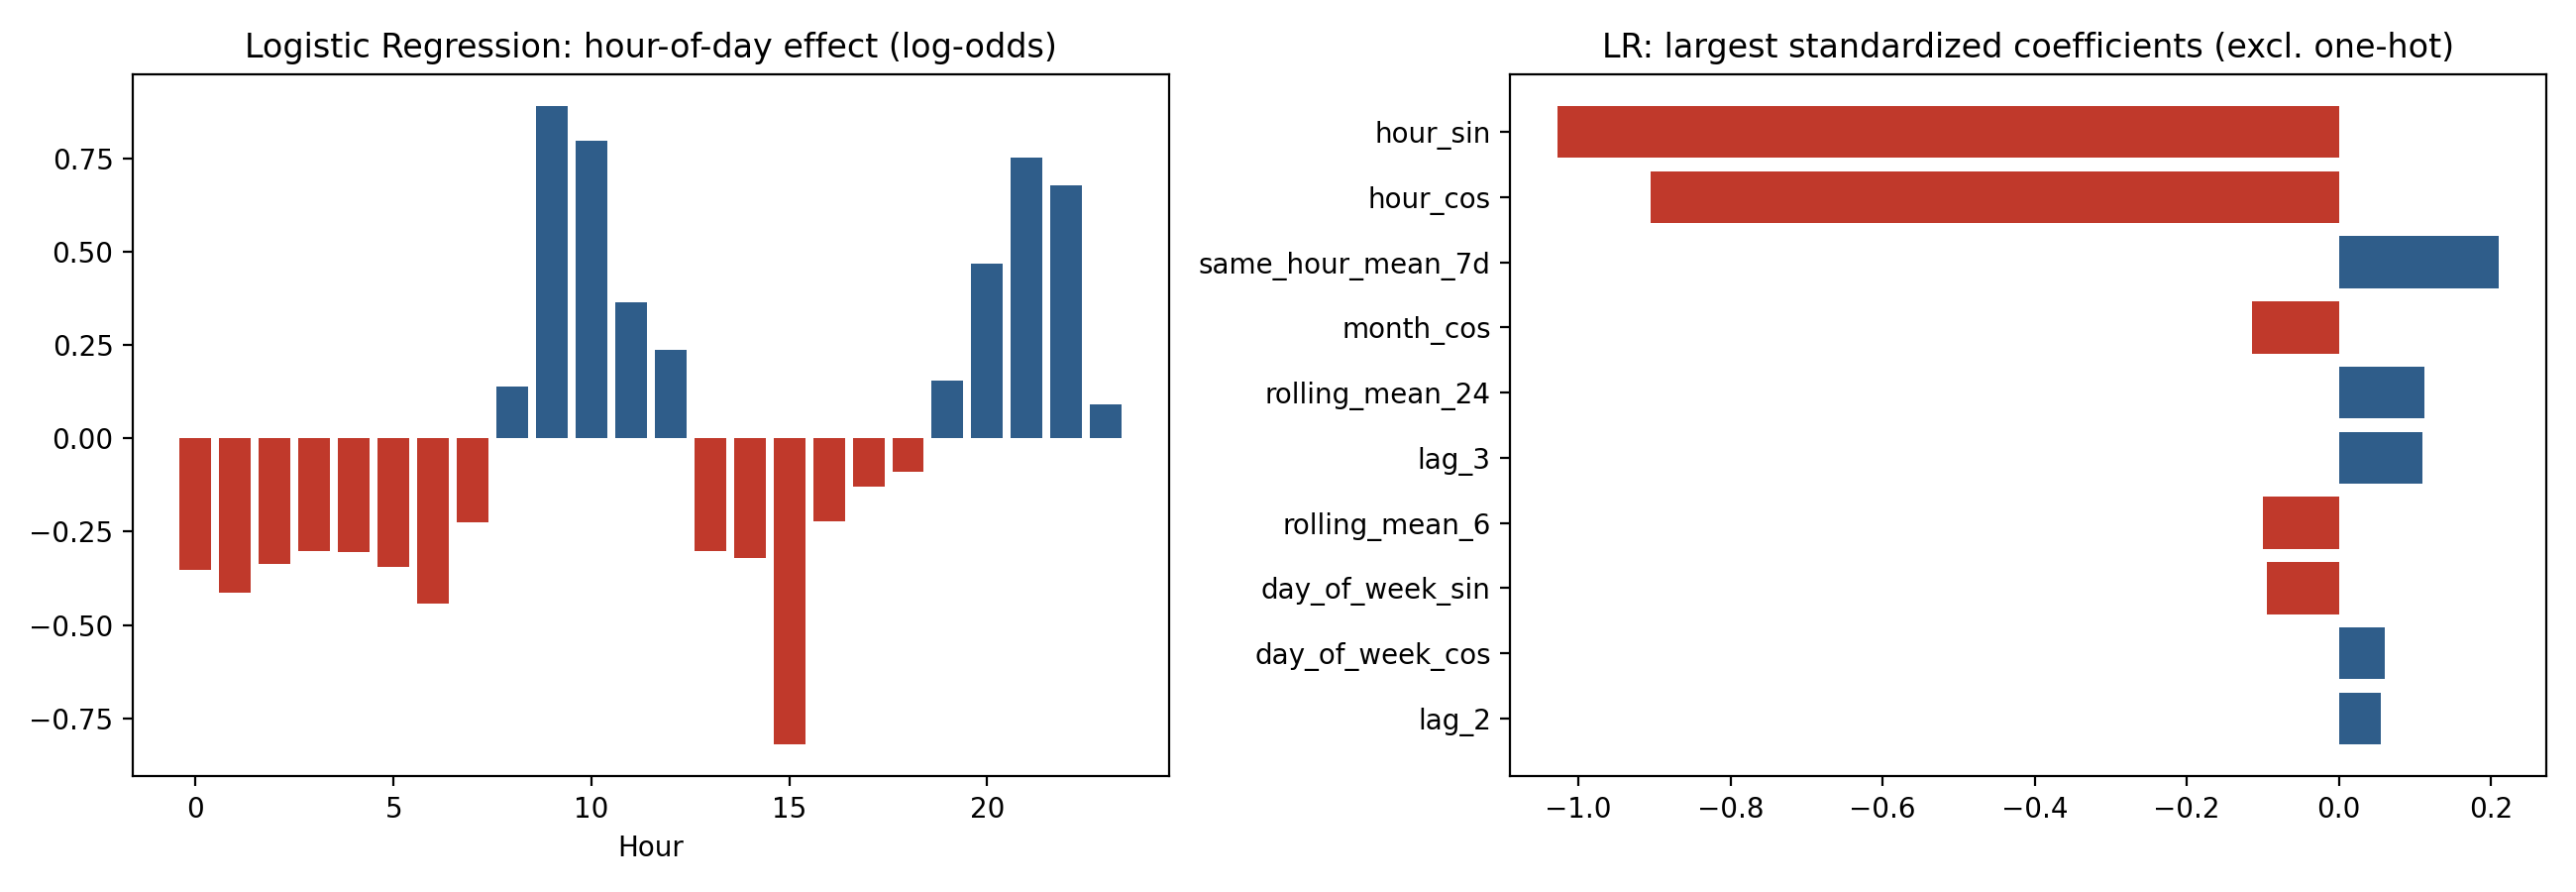 Logistic Regression: hour-of-day effect (log-odds)
0.75
0.50
0.25
0.00
−0.25
−0.50
−0.75
0 5 10 15 20
Hour
LR: largest standardized coefficients (excl. one-hot)
hour_sin
hour_cos
same_hour_mean_7d
month_cos
rolling_mean_24
lag_3
rolling_mean_6
day_of_week_sin
day_of_week_cos
lag_2
−1.0 −0.8 −0.6 −0.4 −0.2 0.0 0.2